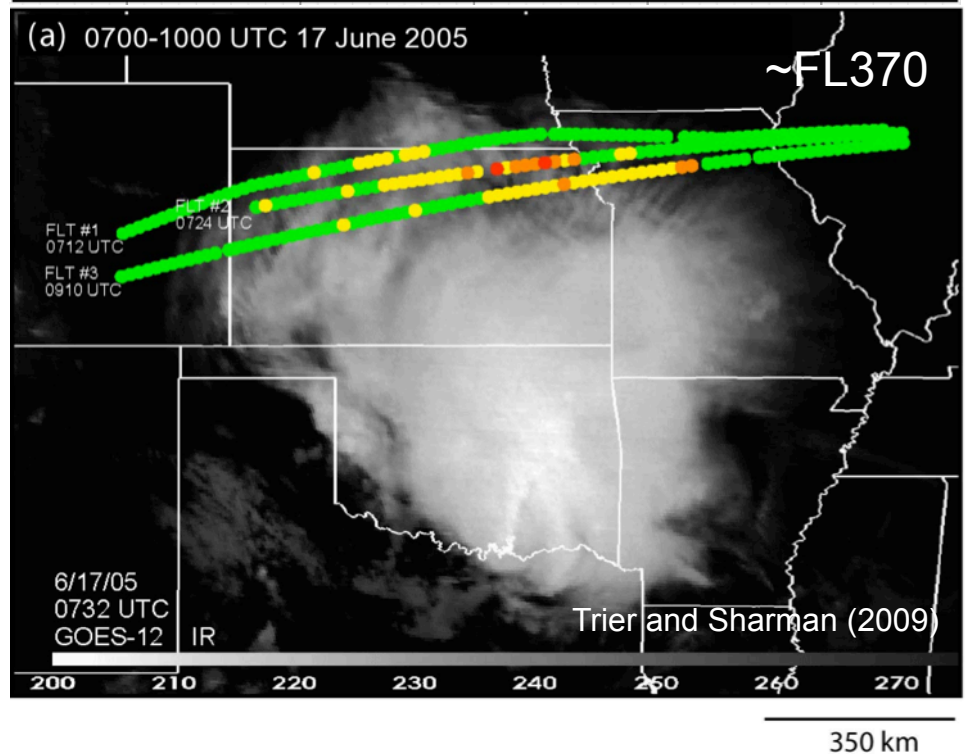 (a) 0700-1000 UTC 17 June 2005
~FL370
FLT #2
0724 UTC
FLT #1
0712 UTC
FLT #3
0910 UTC
6/17/05
0732 UTC
GOES-12 IR
Trier and Sharman (2009)
200 210 220 230 240 250 260 270
350 km